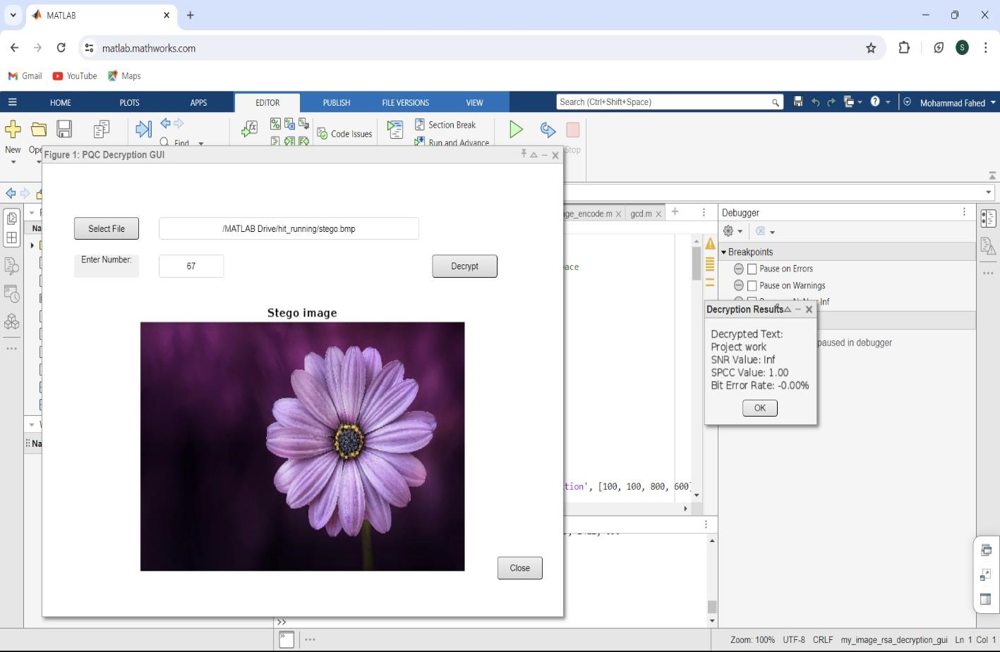 MATLAB
matlab.mathworks.com
Gmail YouTube Maps
HOME PLOTS APPS EDITOR PUBLISH FILE VERSIONS VIEW Search (Ctrl+Shift+Space) Mohammad Fahed
Code Issues Section Break
New Find Run and Advance Stop
Figure 1: PQC Decryption GUI
age_encode.m gcd.m Debugger
Select File /MATLAB Drive/hit_running/stego.bmp
Breakpoints
Enter Number: 67 Decrypt
Pause on Errors
Pause on Warnings
Stego image
Decryption Results
Decrypted Text:
Project work
SNR Value: Inf
SPCC Value: 1.00
Bit Error Rate: -0.00%
OK
paused in debugger
tion', [100, 100, 800, 600]
Close
>>
Zoom: 100% UTF-8 CRLF my_image_rsa_decryption_gui Ln 1 Col 1